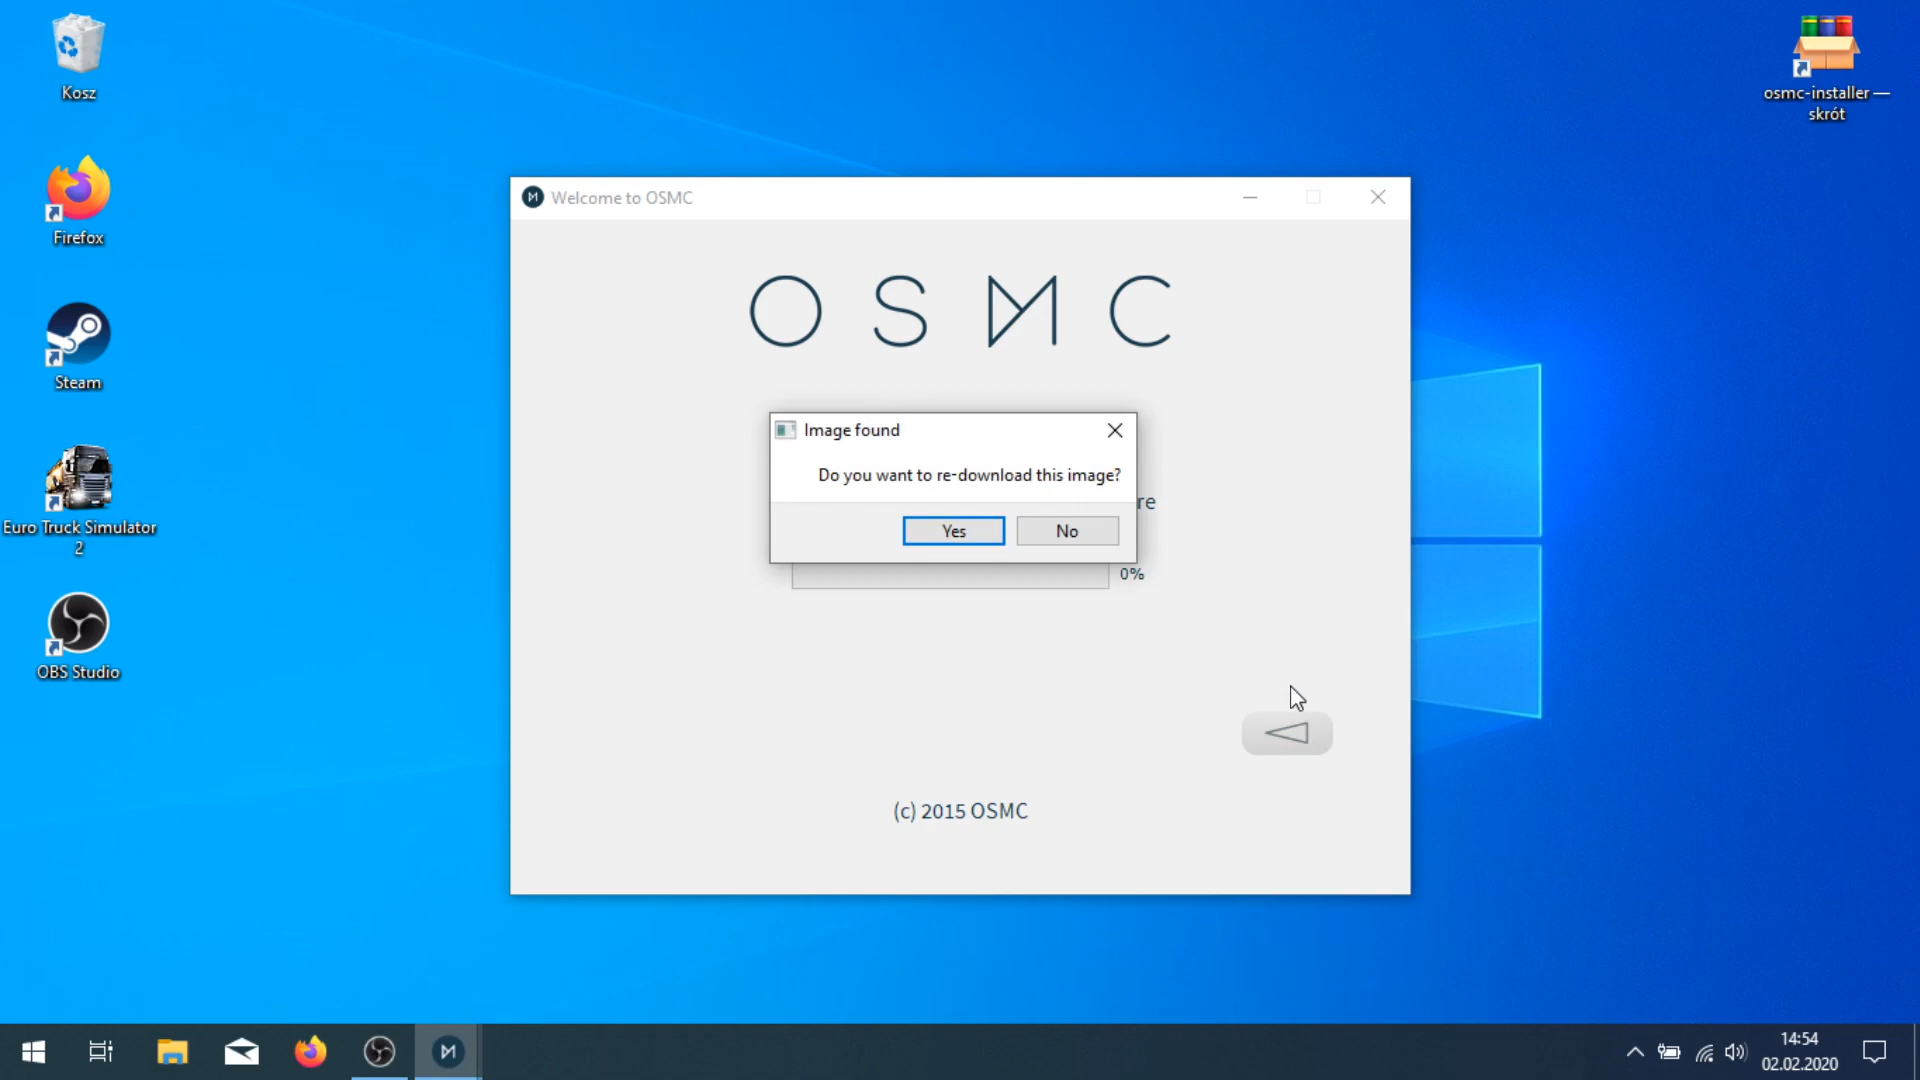 Kosz
Firefox
Steam
Euro Truck Simulator
2
OBS Studio
osmc-installer —
skrót
Welcome to OSMC
OSMC
Image found
Do you want to re-download this image?
re
Yes
No
0%
(c) 2015 OSMC
14:54
02.02.2020